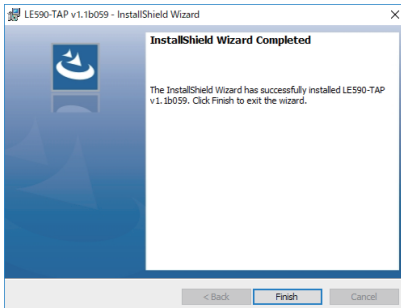 LE590-TAP v1.1b059 - InstallShield Wizard
InstallShield Wizard Completed
The InstallShield Wizard has successfully installed LE590-TAP
v1.1b059. Click Finish to exit the wizard.
< Back Finish Cancel